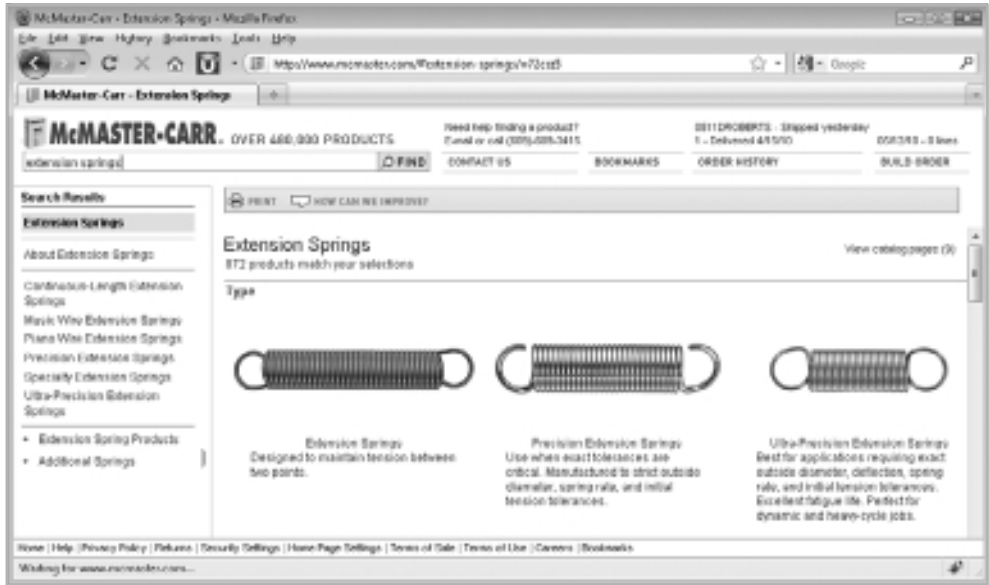 McMaster-Carr - Extension Springs - Mozilla Firefox
File Edit View History Bookmarks Tools Help
Google
McMaster-Carr - Extension Springs
McMASTER-CARR. OVER 480,000 PRODUCTS
Need help finding a product?
E-mail or call
Shipped yesterday
1 - Delivered
extension springs
FIND
CONTACT US
BOOKMARKS
ORDER HISTORY
BUILD ORDER
Search Results
PRINT
HOW CAN WE IMPROVE?
Extension Springs
About Extension Springs
Continuous-Length Extension
Springs
Music Wire Extension Springs
Piano Wire Extension Springs
Precision Extension Springs
Specialty Extension Springs
Ultra-Precision Extension
Springs
Extension Spring Products
Additional Springs
Extension Springs
View catalog pages (9)
872 products match your selections
Type
Extension Springs
Designed to maintain tension between
two points.
Precision Extension Springs
Use when exact tolerances are
critical. Manufactured to strict outside
diameter, spring rate, and initial
tension tolerances.
Ultra-Precision Extension Springs
Best for applications requiring exact
outside diameter, deflection, spring
rate, and initial tension tolerances.
Excellent fatigue life. Perfect for
dynamic and heavy-cycle jobs.
Home | Help | Privacy Policy | Returns | Security Settings | Home Page Settings | Terms of Sale | Terms of Use | Careers | Bookmarks
Waiting for www.mcmaster.com...